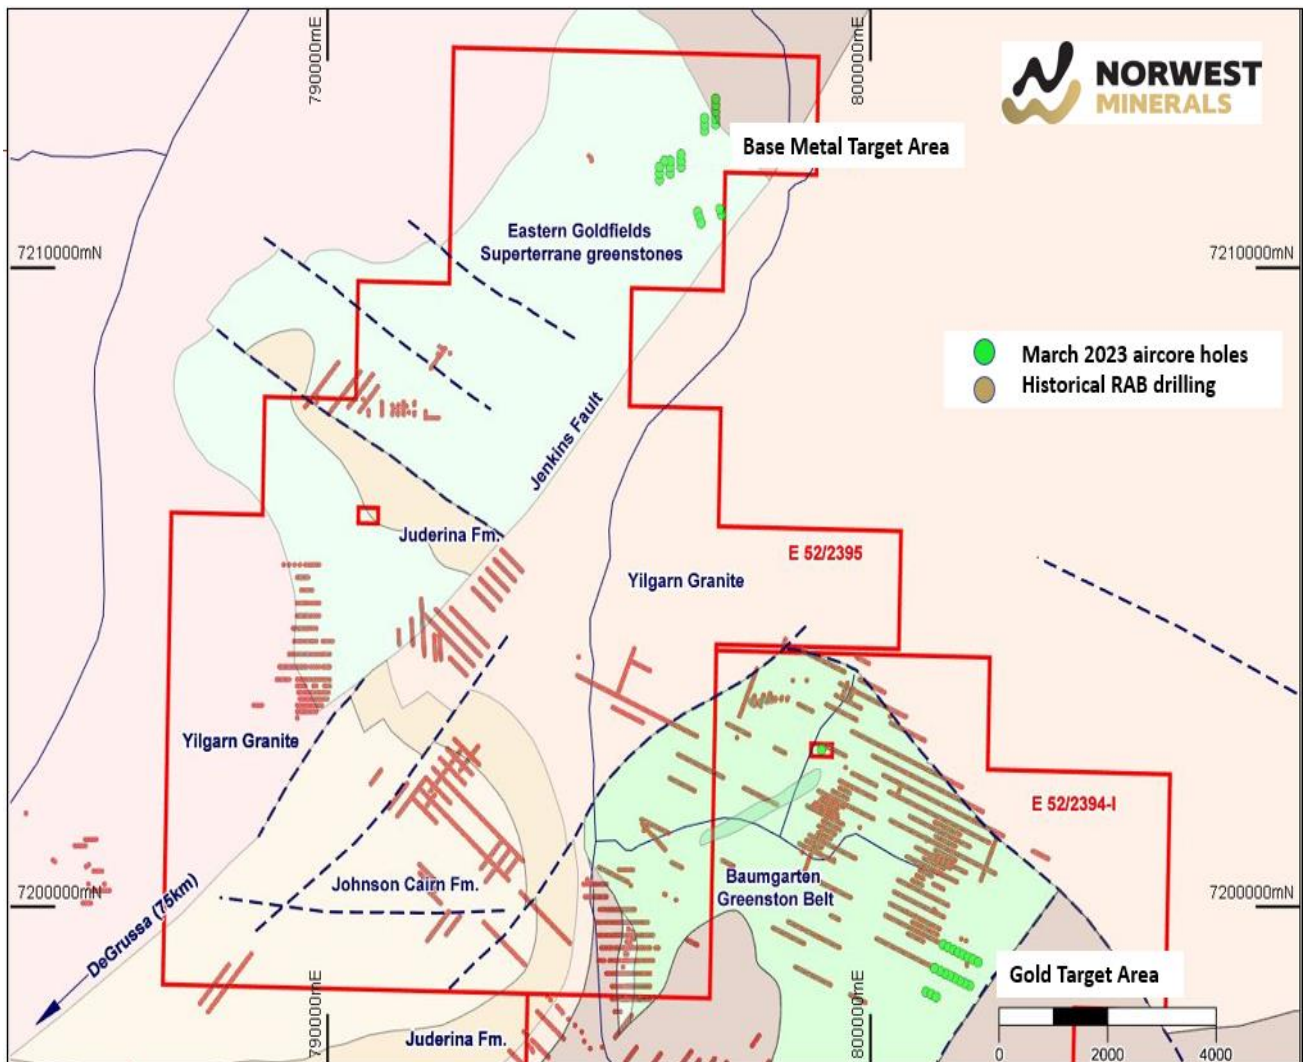 790000mE
800000mE
NORWEST
MINERALS
Base Metal Target Area
Eastern Goldfields
Superterrane greenstones
7210000mN
7210000mN
March 2023 aircore holes
Historical RAB drilling
Jenkins Fault
Juderina Fm.
E 52/2395
Yilgarn Granite
Yilgarn Granite
E 52/2394-I
Johnson Cairn Fm.
Baumgarten
Greenston Belt
7200000mN
7200000mN
DeGrussa (75km)
Gold Target Area
790000mE
800000mE
Juderina Fm.
0
2000
4000